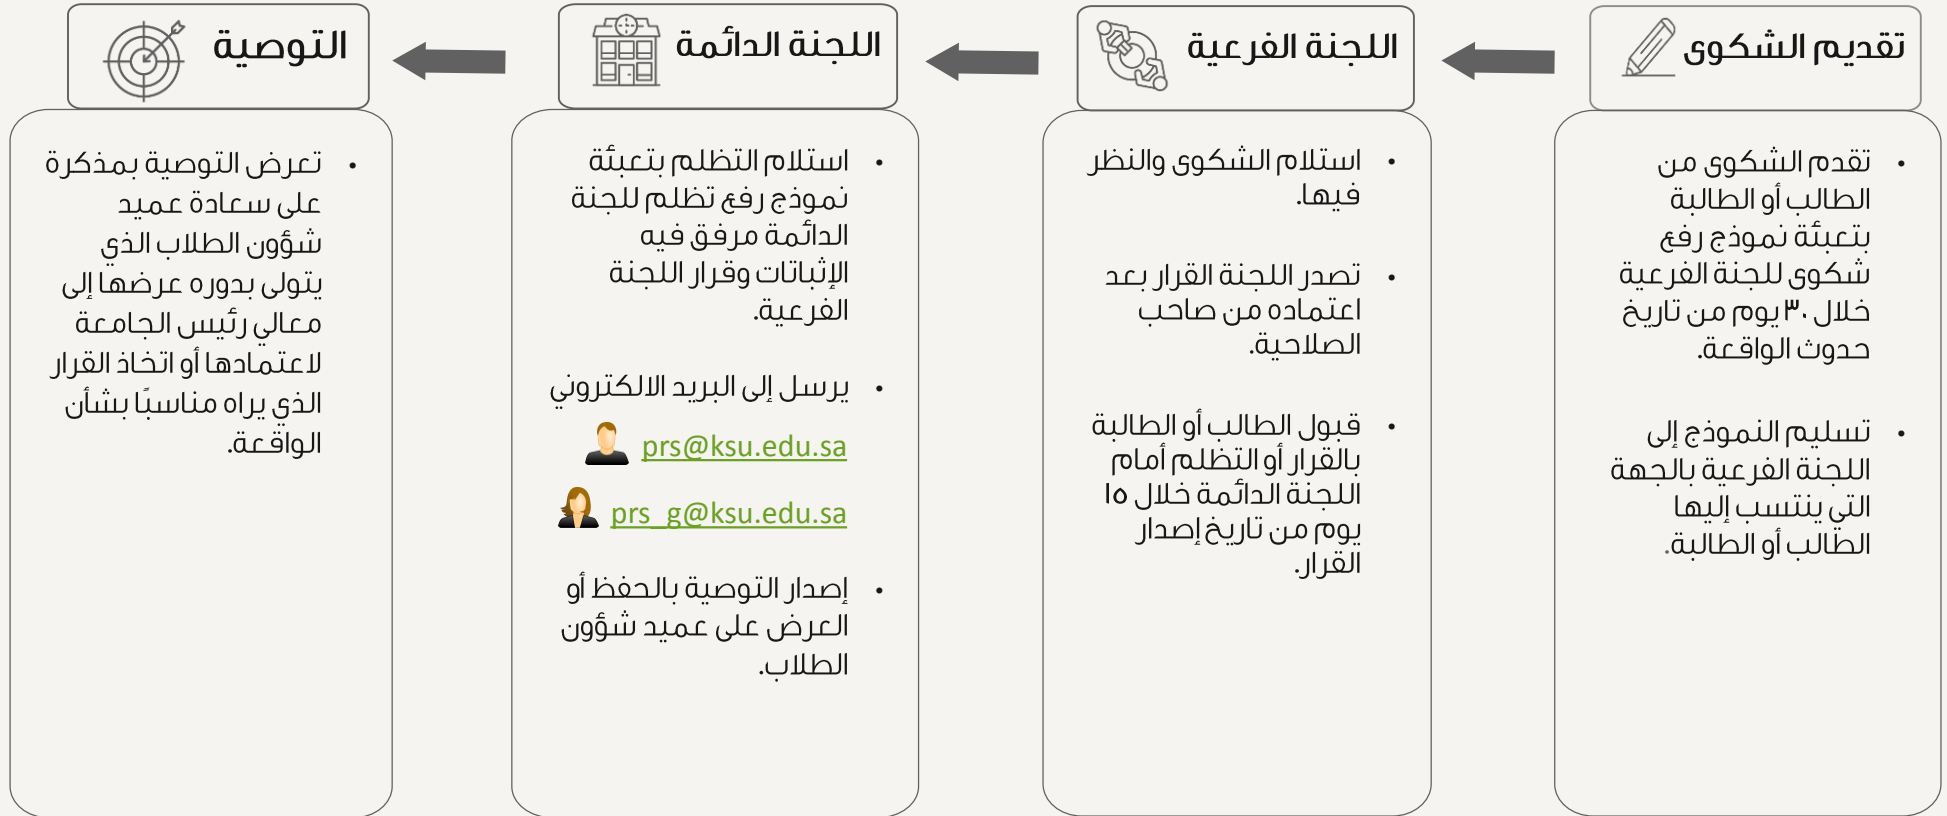 تقديم الشكوى
تقدم الشكوى من
الطالب أو الطالبة
بتعبئة نموذج رفع
شكوى للجنة الفرعية
خلال ٣٠ يوم من تاريخ
حدوث الواقعة.
تسليم النموذج إلى
اللجنة الفرعية بالجهة
التي ينتسب إليها
الطالب أو الطالبة.
اللجنة الفرعية
استلام الشكوى والنظر
فيها.
تصدر اللجنة القرار بعد
اعتماده من صاحب
الصلاحية.
قبول الطالب أو الطالبة
بالقرار أو التظلم أمام
اللجنة الدائمة خلال ١٥
يوم من تاريخ إصدار
القرار.
اللجنة الدائمة
استلام التظلم بتعبئة
نموذج رفع تظلم للجنة
الدائمة مرفق فيه
الإثباتات وقرار اللجنة
الفرعية.
يرسل إلى البريد الالكتروني
prs@ksu.edu.sa
prs_g@ksu.edu.sa
إصدار التوصية بالحفظ أو
العرض على عميد شؤون
الطلاب.
التوصية
تعرض التوصية بمذكرة
على سعادة عميد
شؤون الطلاب الذي
يتولى بدوره عرضها إلى
معالي رئيس الجامعة
لاعتمادها أو اتخاذ القرار
الذي يراه مناسبًا بشأن
الواقعة.